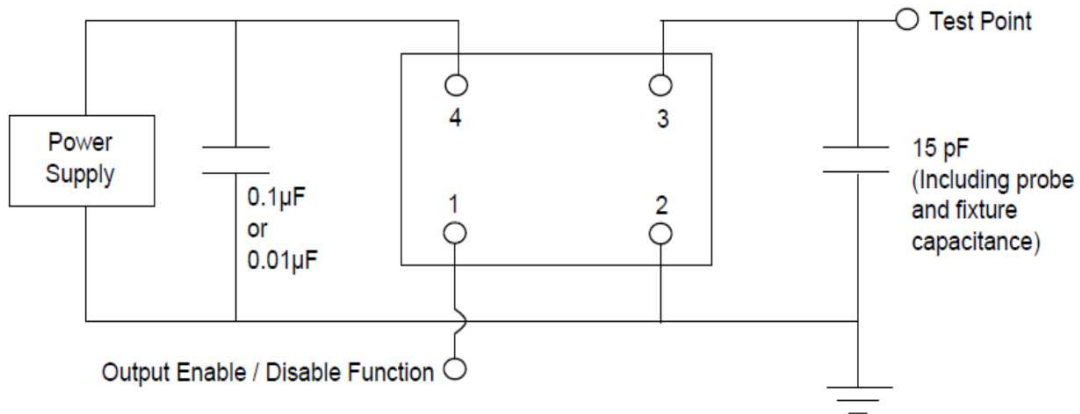 Test Point
4
3
Power
Supply
15 pF
(Including probe
and fixture
capacitance)
0.1µF
or
0.01µF
1
2
Output Enable / Disable Function